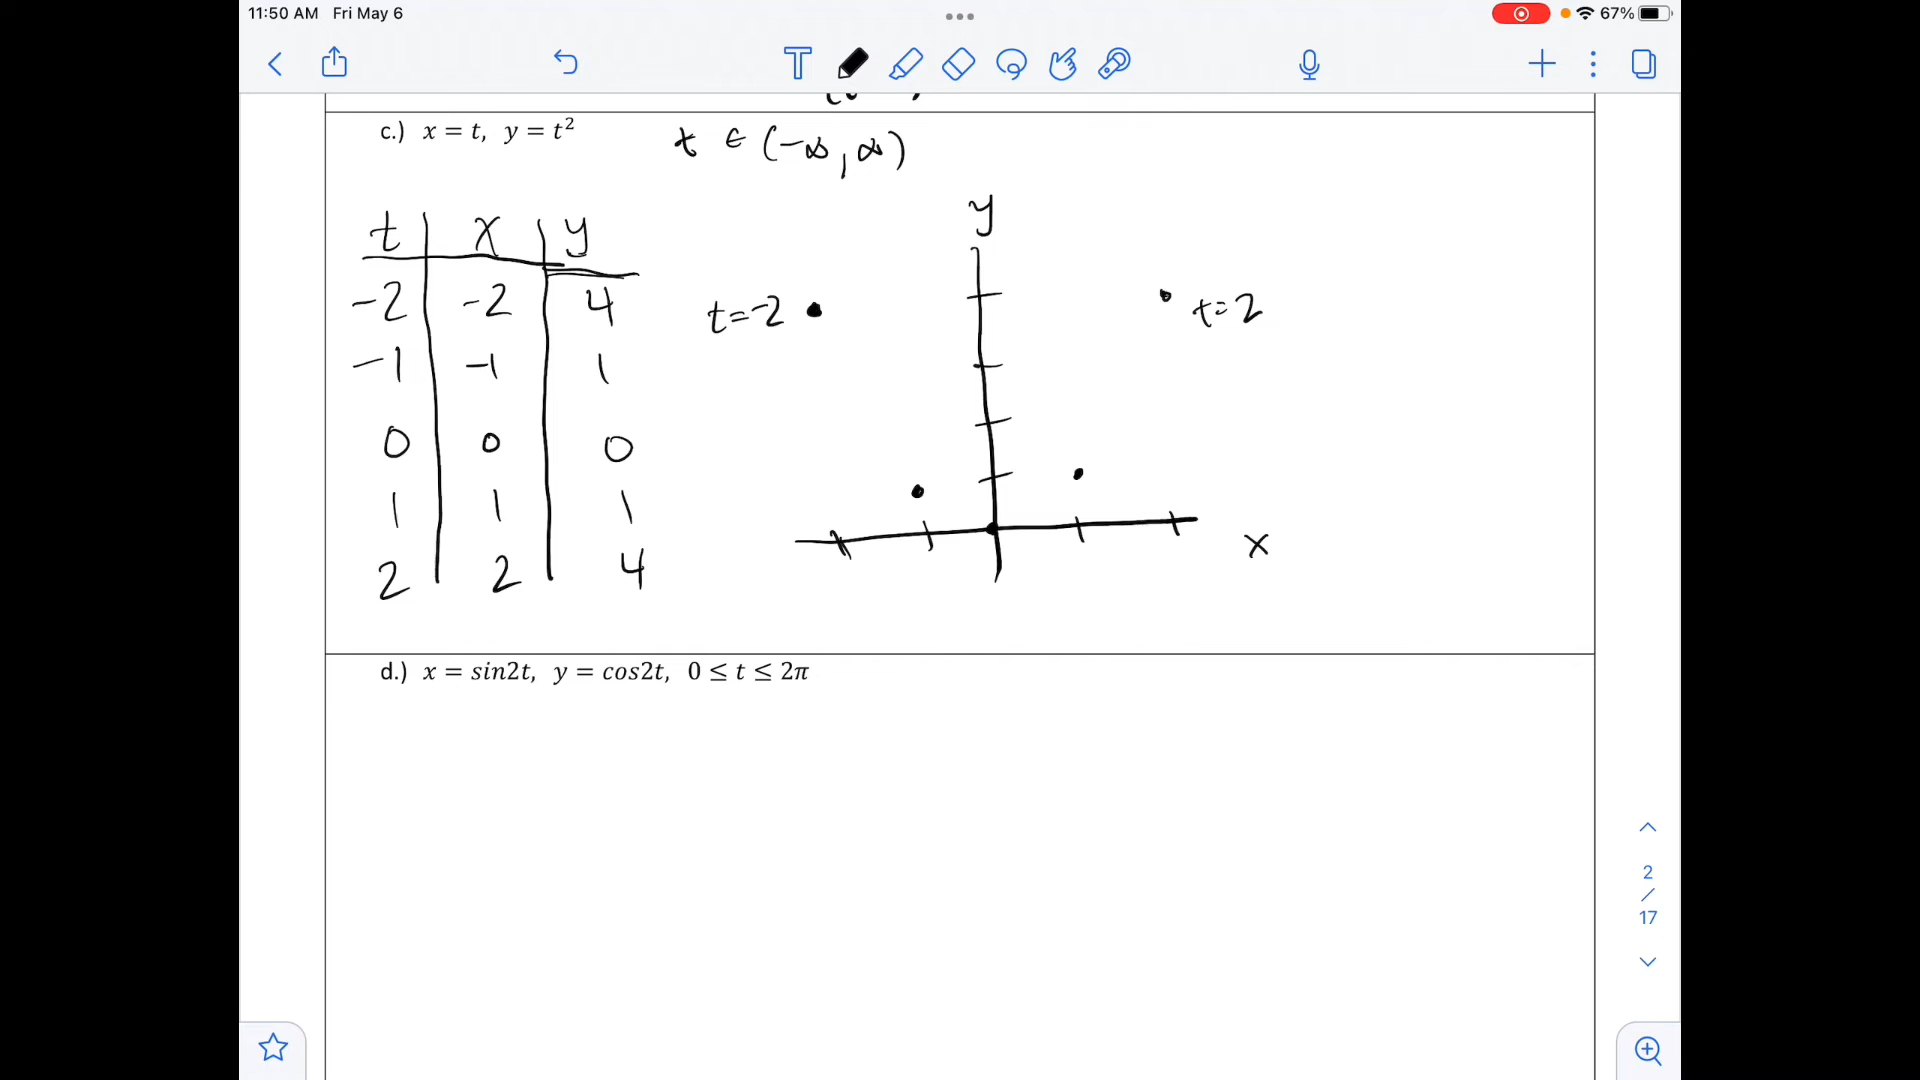 11:50 AM Fri May 6
67%
c.) x = t, y = t²
t ∈ (-∞, ∞)
t x y
-2 -2 4
-1 -1 1
0 0 0
1 1 1
2 2 4
y
t=-2
t=2
x
d.) x = sin2t, y = cos2t, 0 ≤ t ≤ 2π
2
/
17